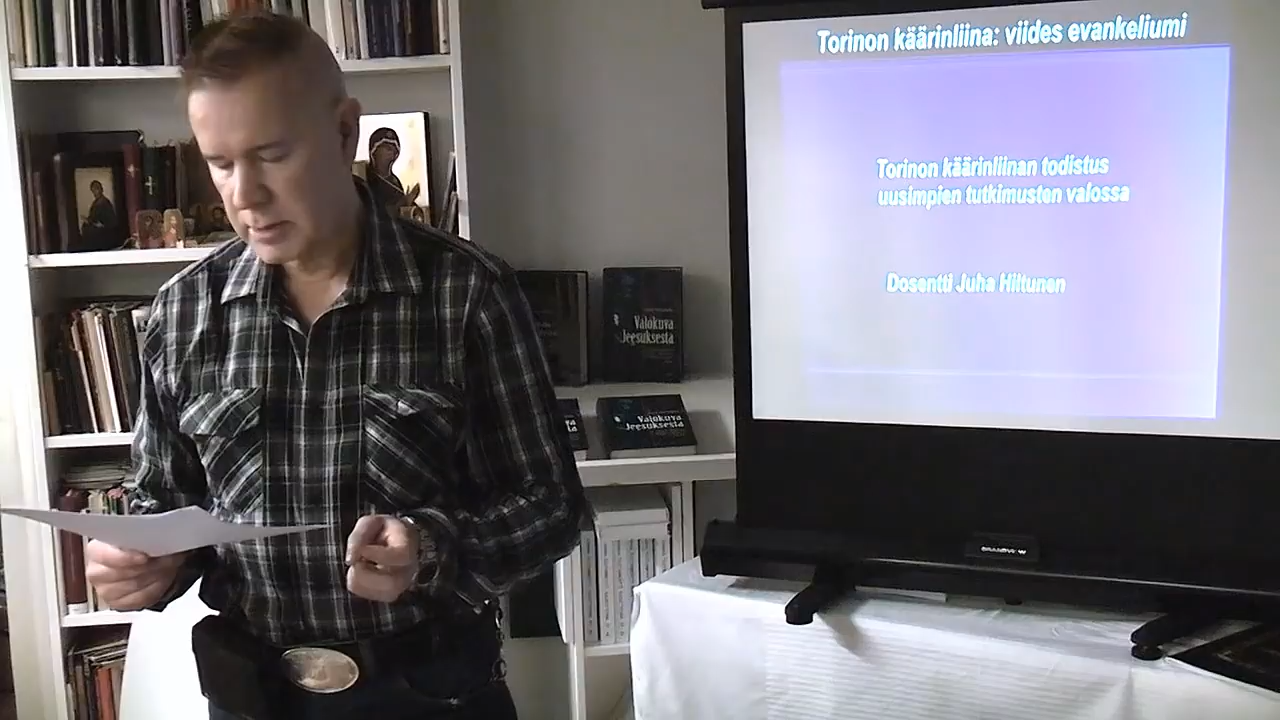 Torinon käärinliina: viides evankeliumi
Torinon käärinliinan todistus
uusimpien tutkimusten valossa
Dosentti Juha Hiltunen
Valokuva
Jeesuksesta
Valokuva
Jeesuksesta